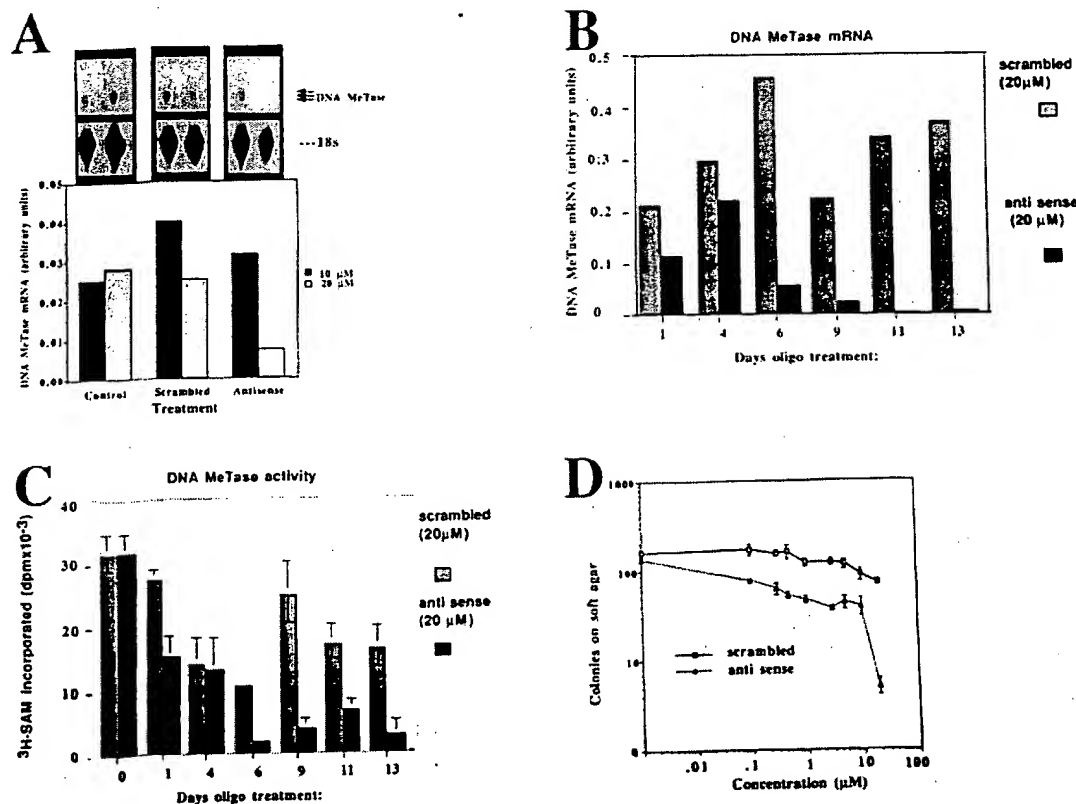 A
DNA MeTase
---18s
DNA MeTase mRNA (arbitrary units)
0.05
0.04
0.03
0.02
0.01
0.00
10 µM
20 µM
Control Scrambled Antisense
Treatment
B
DNA MeTase mRNA
DNA MeTase mRNA (arbitrary units)
0.5
0.4
0.3
0.2
0.1
0
1 4 6 9 11 13
Days oligo treatment:
scrambled
(20µM)
anti sense
(20 µM)
C
DNA MeTase activity
³H-SAM incorporated (dpmx10-³)
40
30
20
10
0
0 1 4 6 9 11 13
Days oligo treatment:
scrambled
(20µM)
anti sense
(20 µM)
D
Colonies on soft agar
1000
100
10
0
scrambled
anti sense
.01 .1 1 10 100
Concentration (µM)